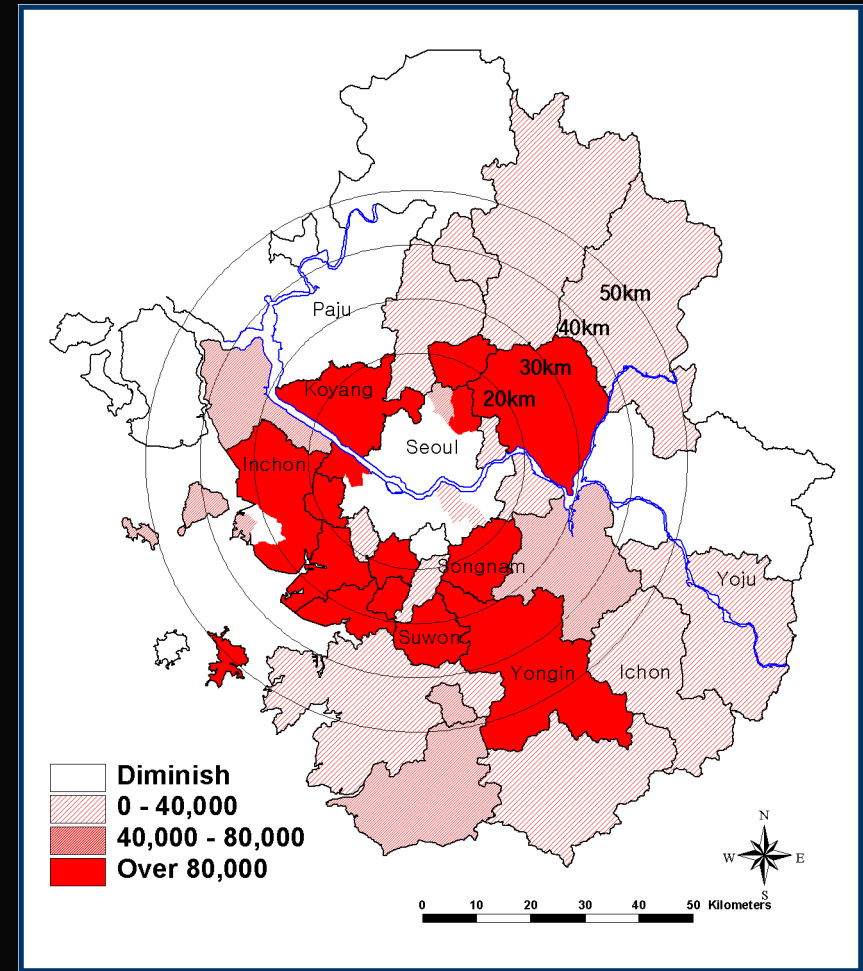 50km
Paju
40km
30km
Koyang
20km
Seoul
Inchon
Songnam
Yoju
Suwon
Yongin
Ichon
Diminish
0 - 40,000
40,000 - 80,000
Over 80,000
N
W E
S
0 10 20 30 40 50 Kilometers